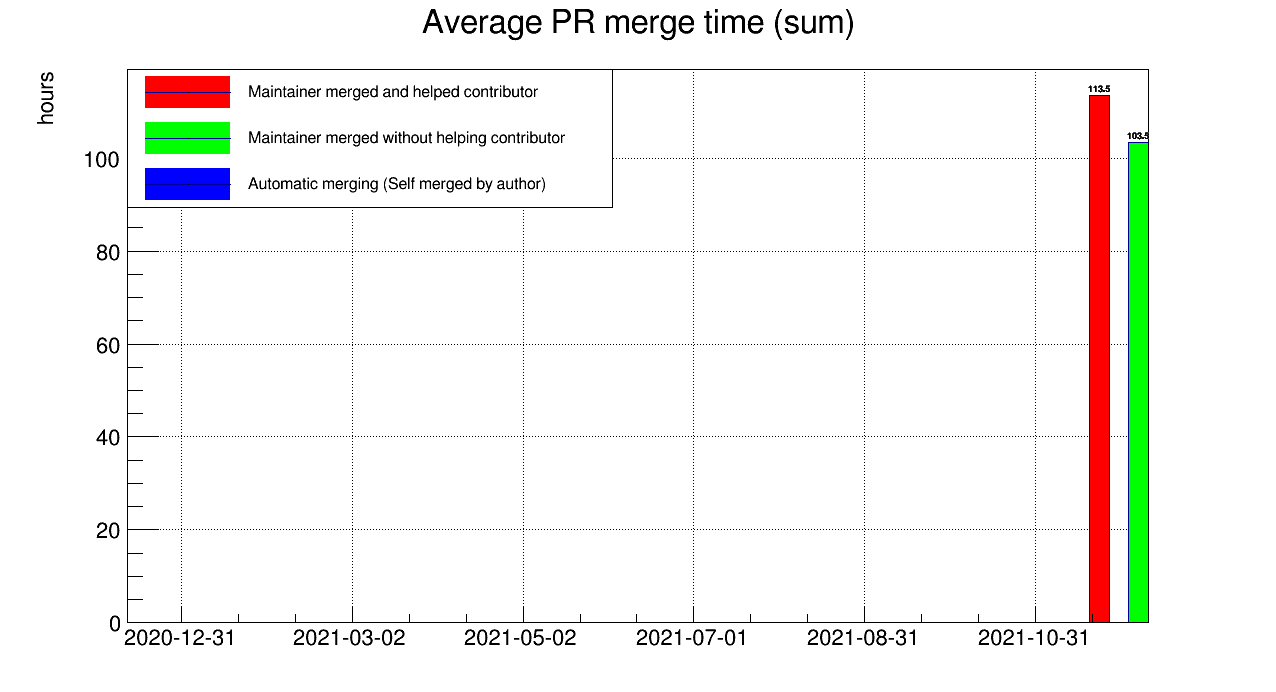 Average PR merge time (sum)
hours
Maintainer merged and helped contributor
Maintainer merged without helping contributor
Automatic merging (Self merged by author)
113.5
103.5
100
80
60
40
20
0
2020-12-31 2021-03-02 2021-05-02 2021-07-01 2021-08-31 2021-10-31